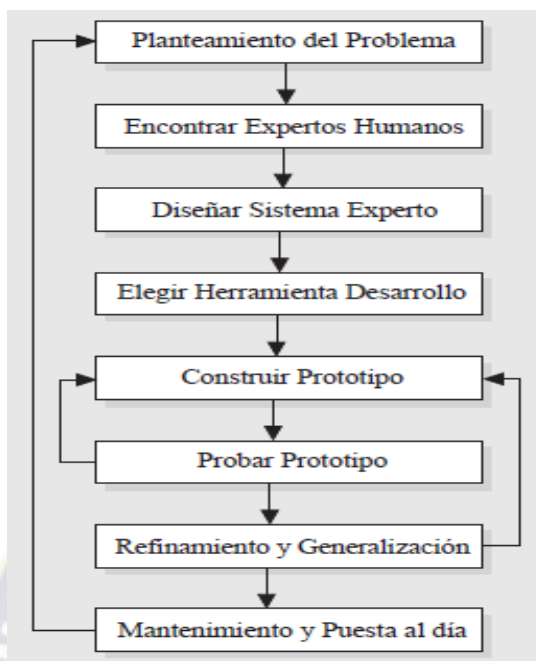 Planteamiento del Problema
Encontrar Expertos Humanos
Diseñar Sistema Experto
Elegir Herramienta Desarrollo
Construir Prototipo
Probar Prototipo
Refinamiento y Generalización
Mantenimiento y Puesta al día